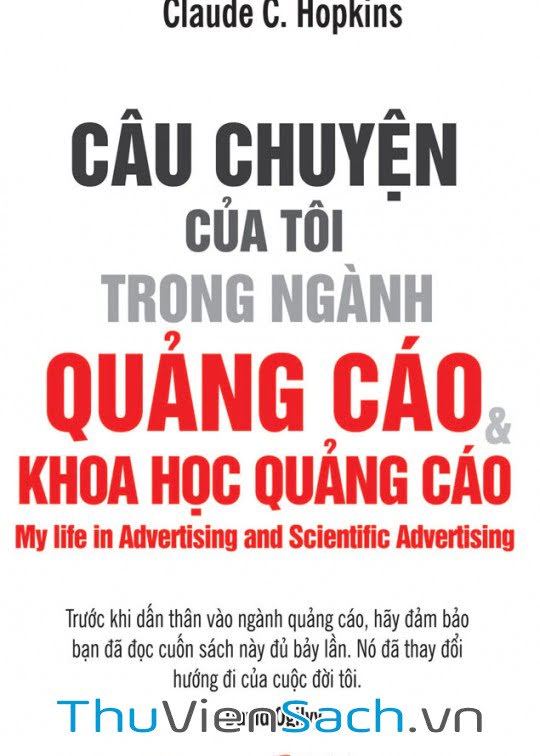 Claude C. Hopkins
CÂU CHUYỆN
CỦA TÔI
TRONG NGÀNH
QUẢNG CÁO
&
KHOA HỌC QUẢNG CÁO
My life in Advertising and Scientific Advertising
Trước khi dấn thân vào ngành quảng cáo, hãy đảm bảo
bạn đã đọc cuốn sách này đủ bảy lần. Nó đã thay đổi
hướng đi của cuộc đời tôi.
David Ogilvy
ThuVienSach.vn